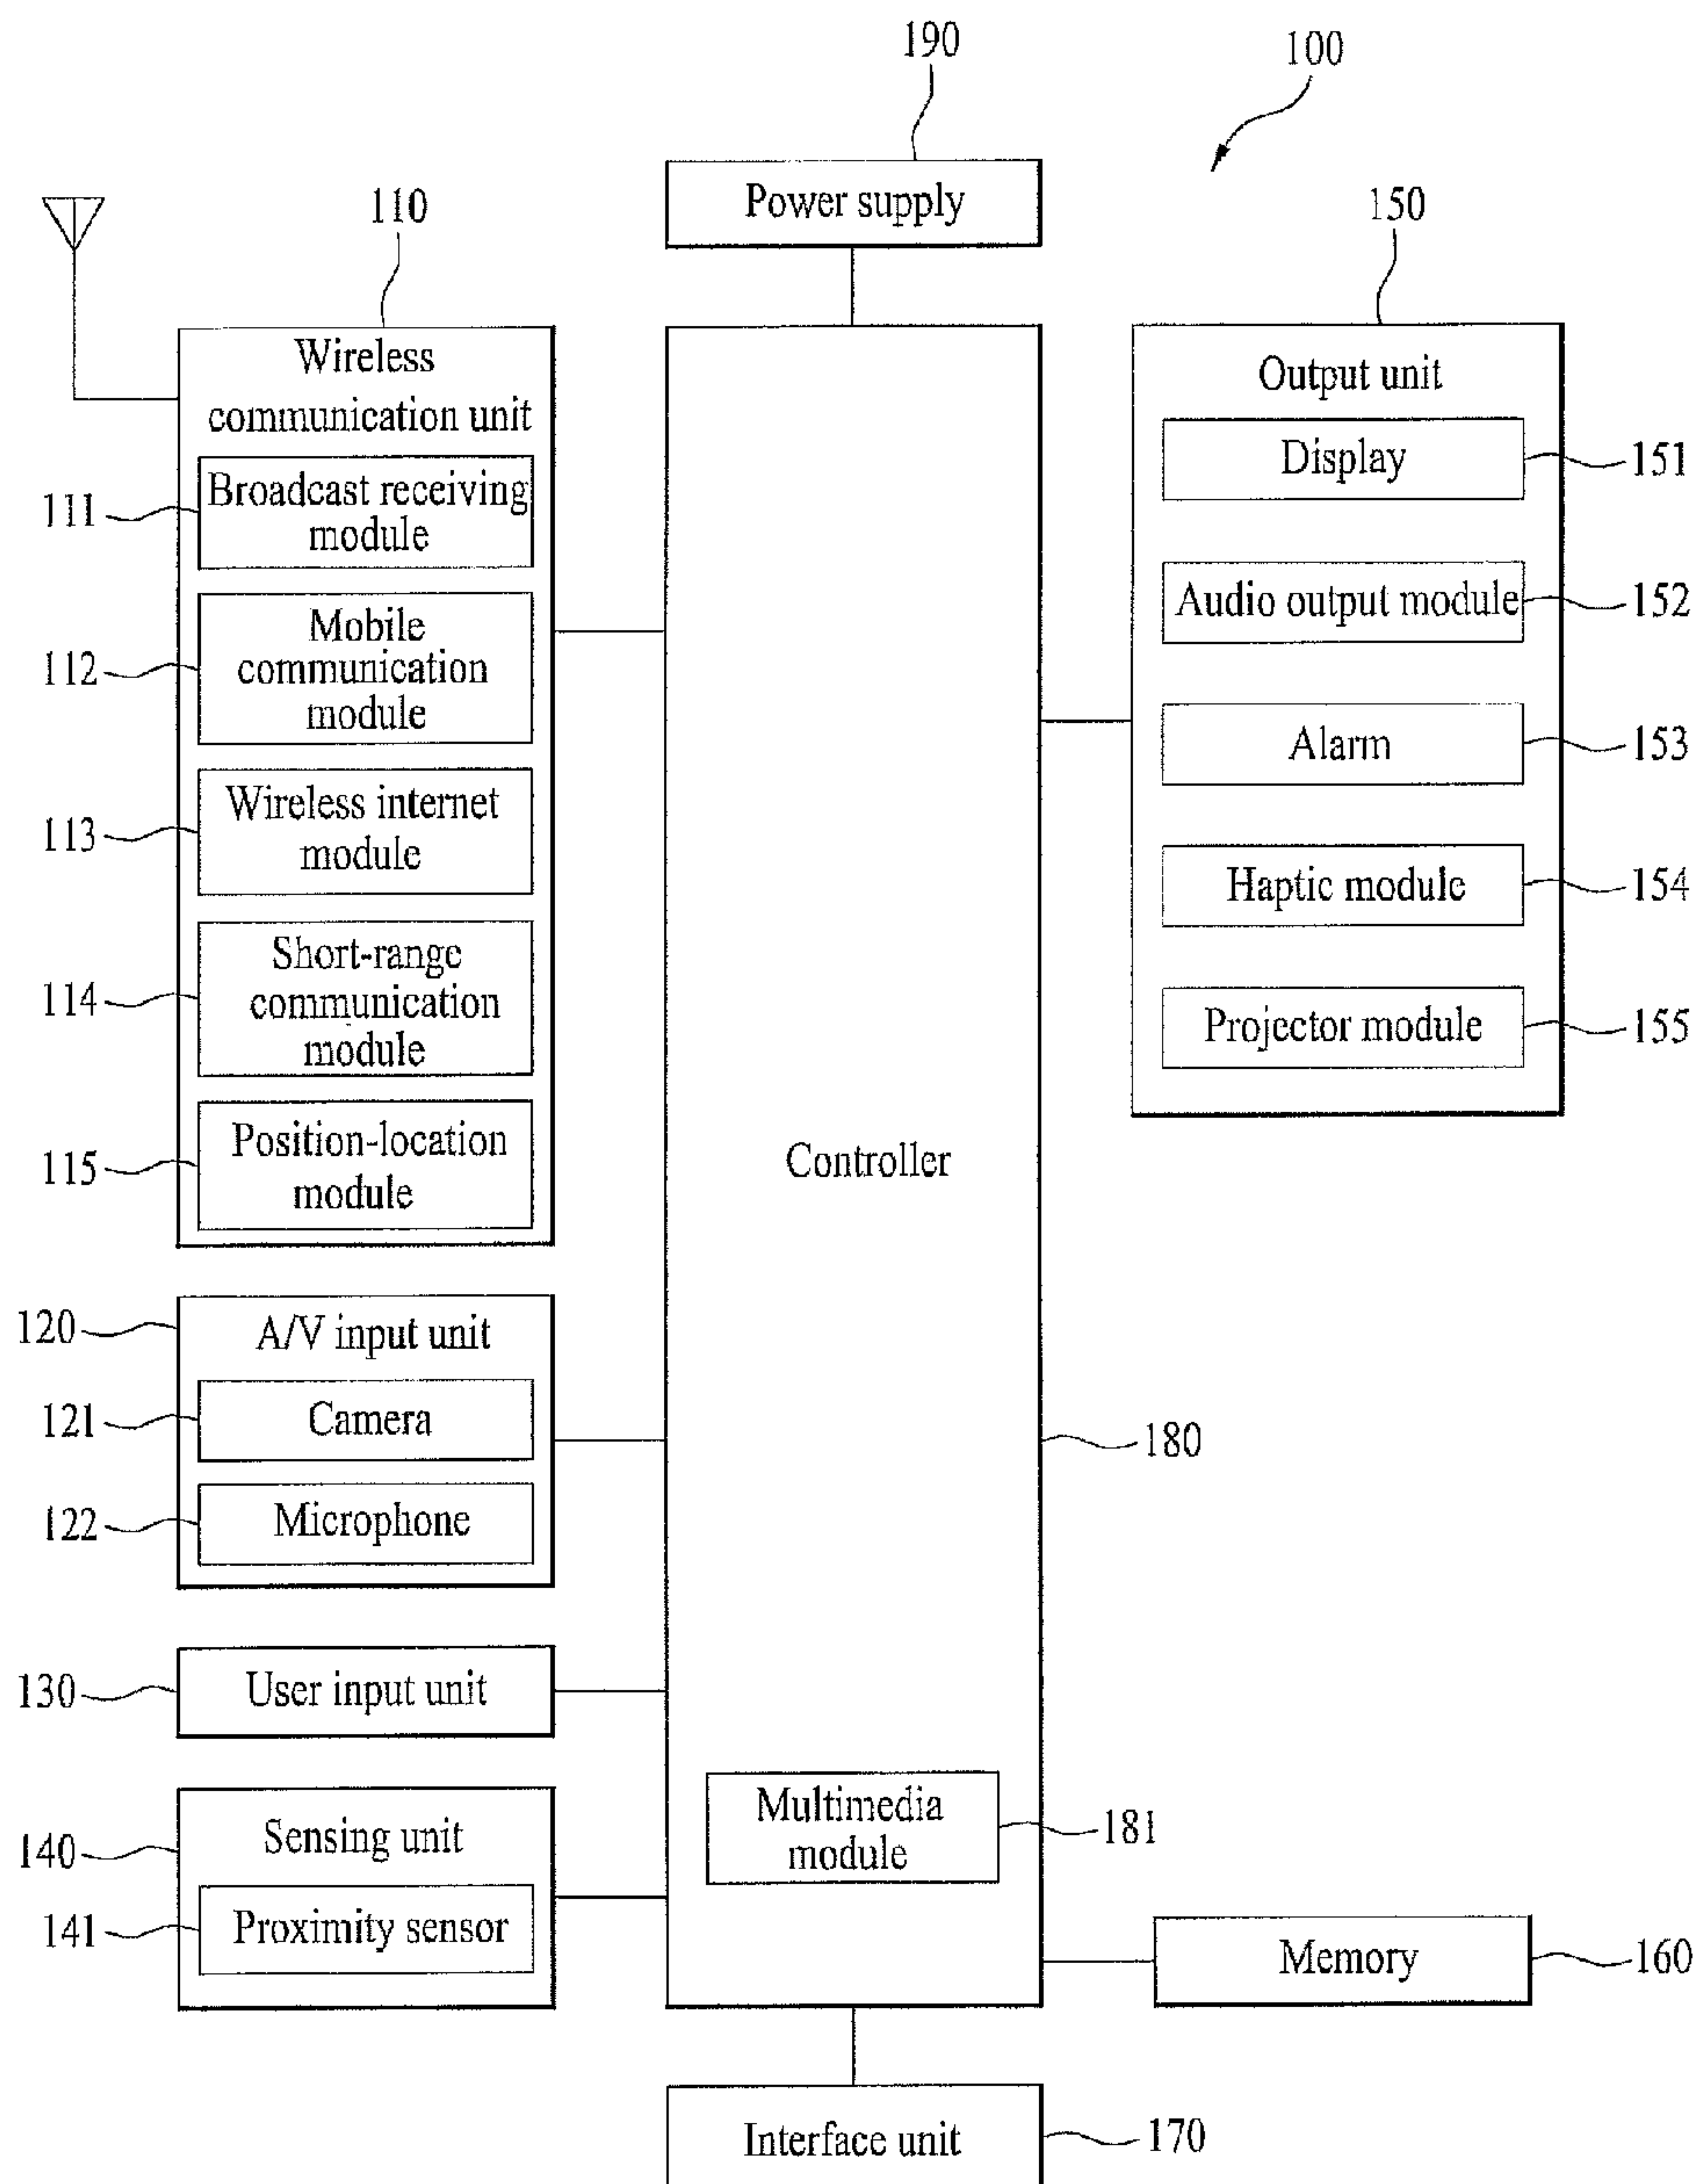 190
100
Power supply
110
150
Wireless
communication unit
Output unit
111
Broadcast receiving
module
Display
151
112
Mobile
communication
module
Audio output module
152
113
Wireless internet
module
Alarm
153
114
Short-range
communication
module
Haptic module
154
115
Position-location
module
Projector module
155
Controller
120
A/V input unit
121
Camera
122
Microphone
180
130
User input unit
140
Sensing unit
141
Proximity sensor
Multimedia
module
181
Memory
160
Interface unit
170